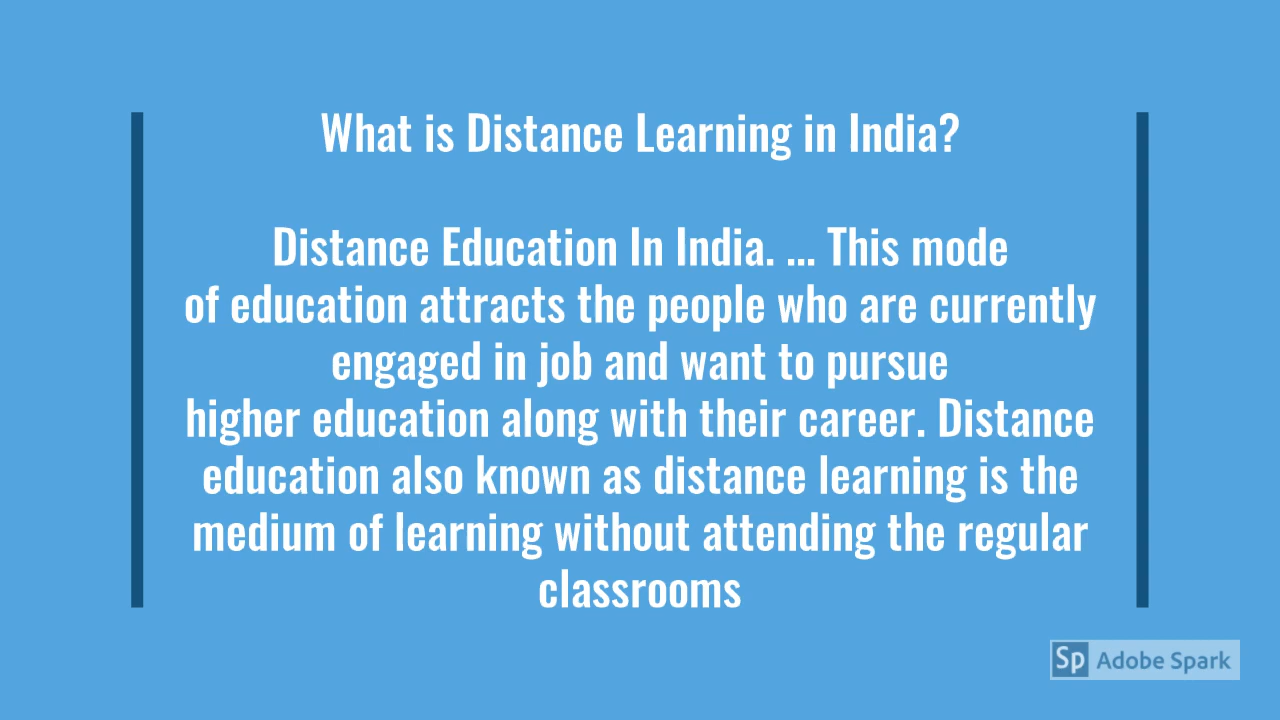 What is Distance Learning in India?
Distance Education In India. ... This mode
of education attracts the people who are currently
engaged in job and want to pursue
higher education along with their career. Distance
education also known as distance learning is the
medium of learning without attending the regular
classrooms
Sp Adobe Spark